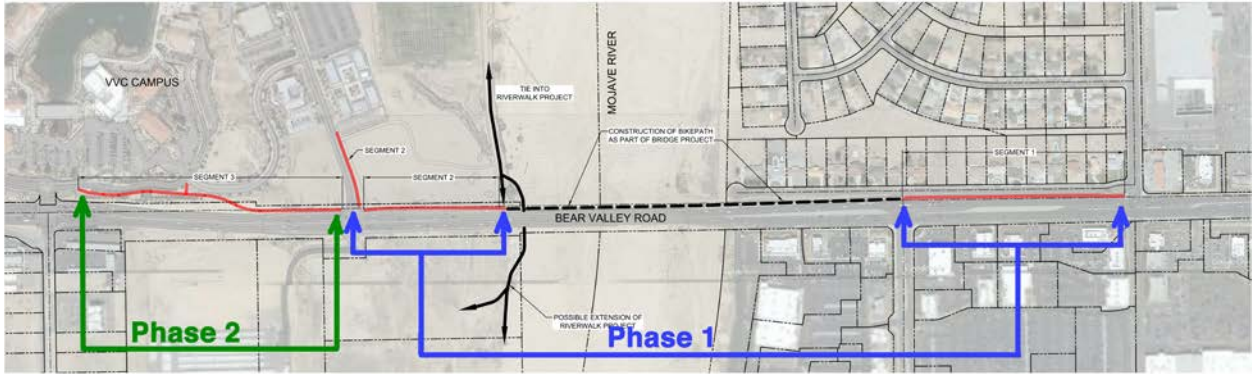 VVC CAMPUS
TIE INTO
RIVERWALK PROJECT
MOJAVE RIVER
CONSTRUCTION OF BIKEPATH
AS PART OF BRIDGE PROJECT
SEGMENT 2
SEGMENT 3
SEGMENT 2
SEGMENT 1
BEAR VALLEY ROAD
POSSIBLE EXTENSION OF
RIVERWALK PROJECT
Phase 2
Phase 1